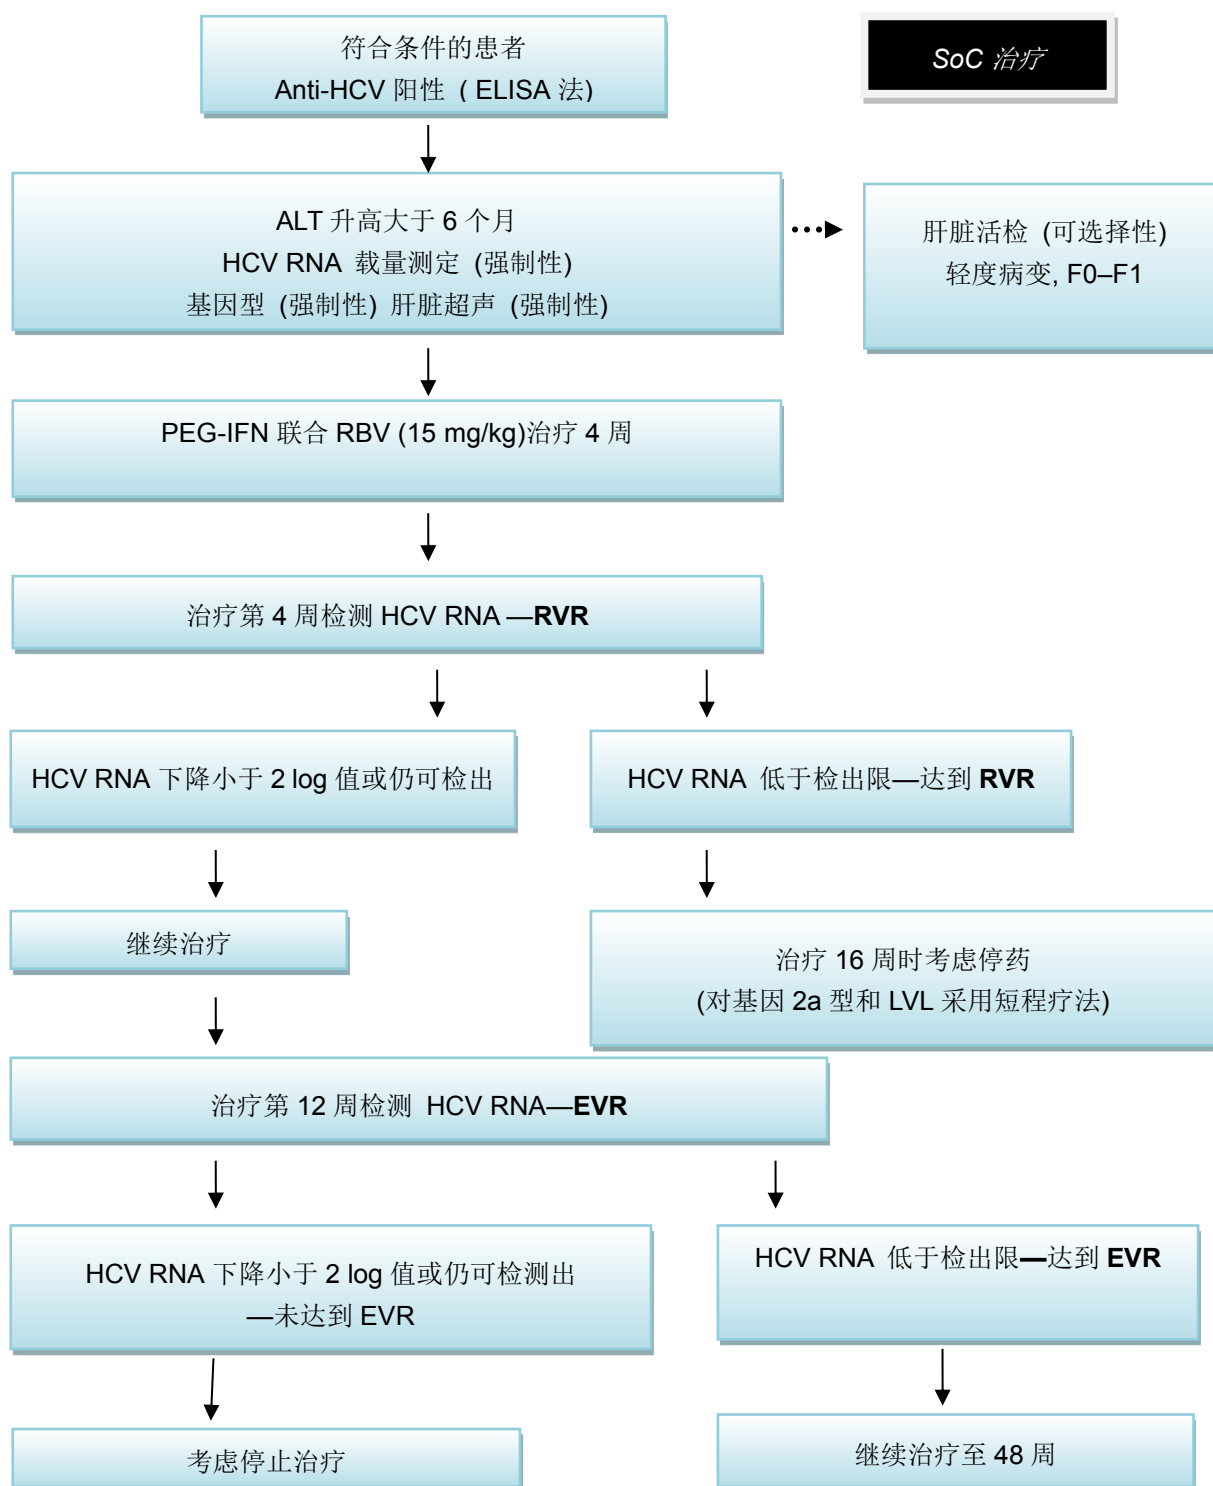 符合条件的患者
Anti-HCV 阳性 ( ELISA 法)
SoC 治疗
ALT 升高大于 6 个月
HCV RNA 载量测定 (强制性)
基因型 (强制性) 肝脏超声 (强制性)
肝脏活检 (可选择性)
轻度病变, F0–F1
PEG-IFN 联合 RBV (15 mg/kg)治疗 4 周
治疗第 4 周检测 HCV RNA —RVR
HCV RNA 下降小于 2 log 值或仍可检出
HCV RNA 低于检出限—达到 RVR
继续治疗
治疗 16 周时考虑停药
(对基因 2a 型和 LVL 采用短程疗法)
治疗第 12 周检测 HCV RNA—EVR
HCV RNA 下降小于 2 log 值或仍可检测出
—未达到 EVR
HCV RNA 低于检出限—达到 EVR
考虑停止治疗
继续治疗至 48 周